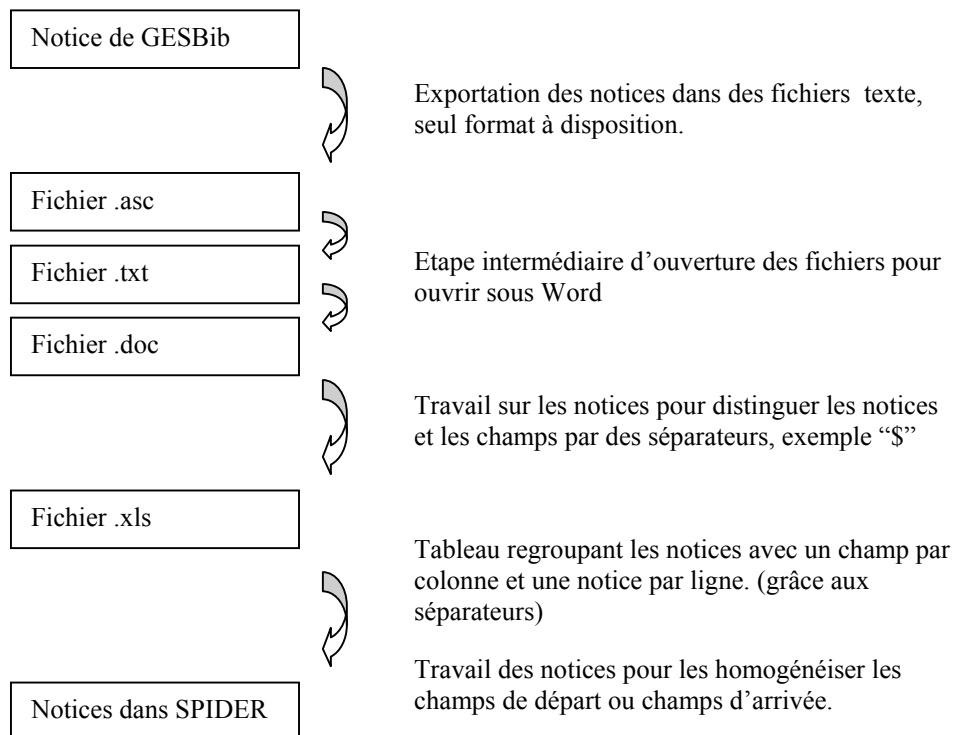 Notice de GESBib
Exportation des notices dans des fichiers texte,
seul format à disposition.
Fichier .asc
Fichier .txt
Etape intermédiaire d’ouverture des fichiers pour
ouvrir sous Word
Fichier .doc
Travail sur les notices pour distinguer les notices
et les champs par des séparateurs, exemple “$”
Fichier .xls
Tableau regroupant les notices avec un champ par
colonne et une notice par ligne. (grâce aux
séparateurs)
Travail des notices pour les homogénéiser les
champs de départ ou champs d’arrivée.
Notices dans SPIDER